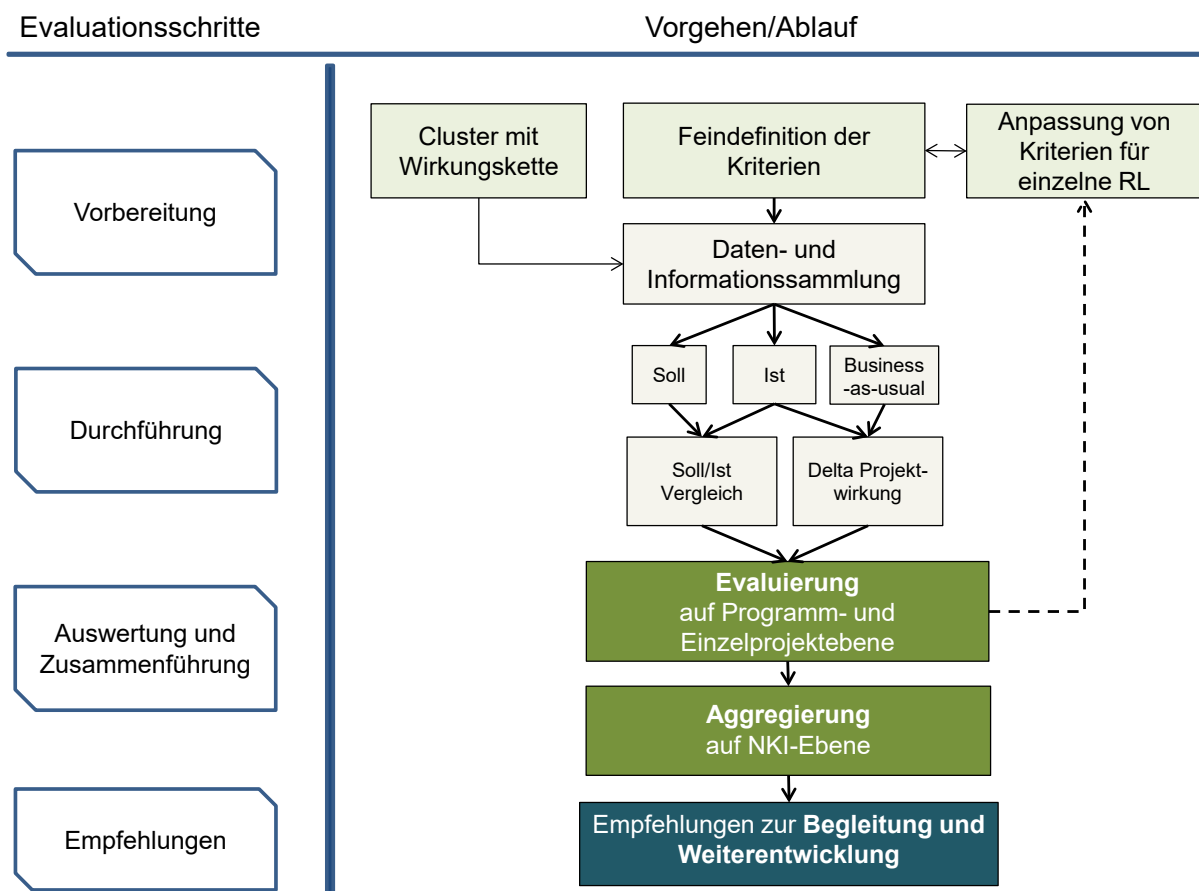 Evaluationsschritte
Vorgehen/Ablauf
Vorbereitung
Cluster mit
Wirkungskette
Feindefinition der
Kriterien
Anpassung von
Kriterien für
einzelne RL
Daten- und
Informationssammlung
Durchführung
Soll
Ist
Business
-as-usual
Soll/Ist
Vergleich
Delta Projekt-
wirkung
Auswertung und
Zusammenführung
Evaluierung
auf Programm- und
Einzelprojektebene
Aggregierung
auf NKI-Ebene
Empfehlungen
Empfehlungen zur Begleitung und
Weiterentwicklung